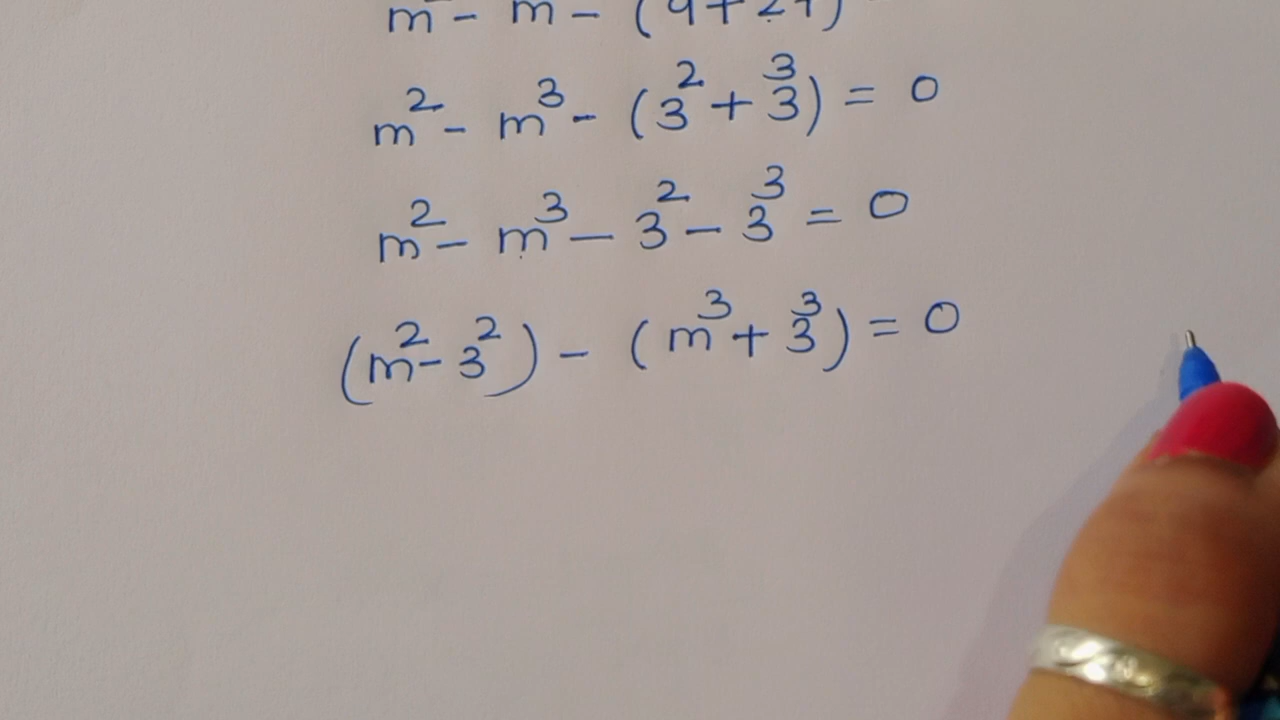 m² - m³ - (3² + 3³) = 0
m² - m³ - 3² - 3³ = 0
(m² - 3²) - (m³ + 3³) = 0